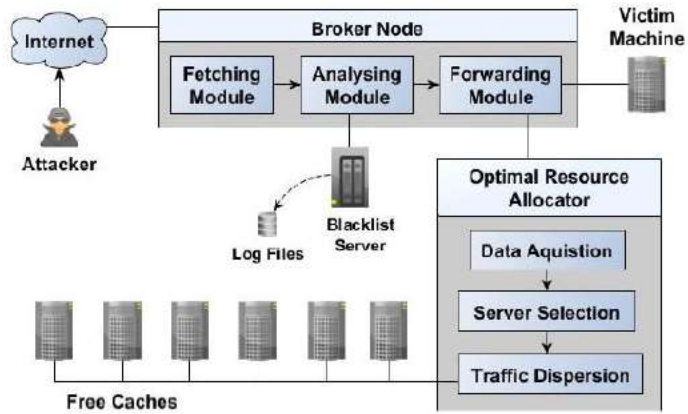 Broker Node
Victim
Machine
Internet
Fetching
Module
Analysing
Module
Forwarding
Module
Attacker
Optimal Resource
Allocator
Blacklist
Server
Log Files
Data Aquistion
Server Selection
Traffic Dispersion
Free Caches